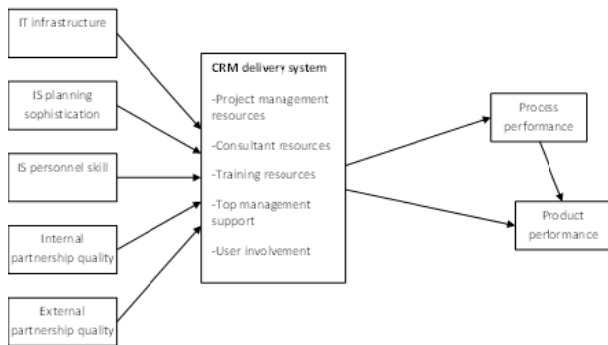 IT infrastructure
IS planning
sophistication
IS personnel skill
Internal
partnership quality
External
partnership quality
CRM delivery system
-Project management
resources
-Consultant resources
-Training resources
-Top management
support
-User involvement
Process
performance
Product
performance